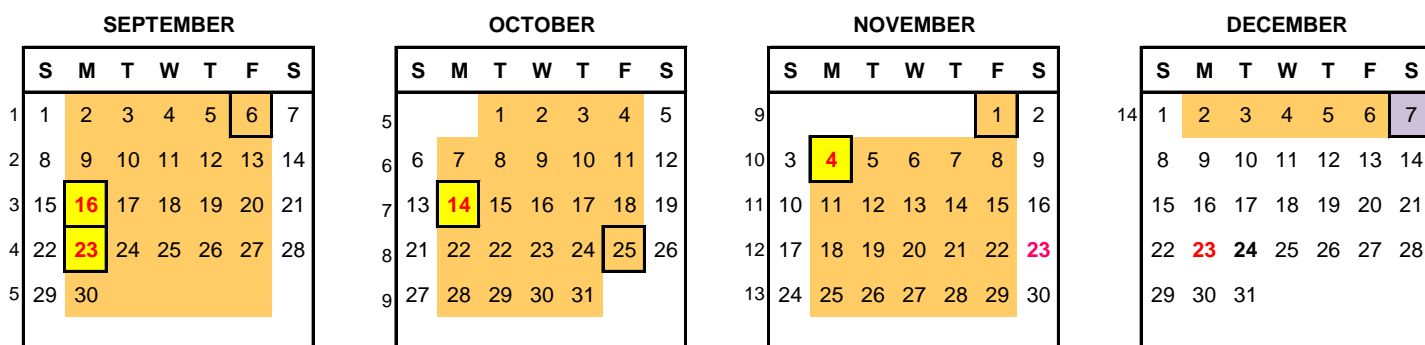 SEPTEMBER OCTOBER NOVEMBER DECEMBER
S M T W T F S S M T W T F S S M T W T F S S M T W T F S
1 1 2 3 4 5 6 7 5 1 2 3 4 5 9 1 2 14 1 2 3 4 5 6 7
2 8 9 10 11 12 13 14 6 6 7 8 9 10 11 12 10 3 4 5 6 7 8 9 8 9 10 11 12 13 14
3 15 16 17 18 19 20 21 7 13 14 15 16 17 18 19 11 10 11 12 13 14 15 16 15 16 17 18 19 20 21
4 22 23 24 25 26 27 28 8 21 22 22 23 24 25 26 12 17 18 19 20 21 22 23 22 23 24 25 26 27 28
5 29 30 9 27 28 29 30 31 13 24 25 26 27 28 29 30 29 30 31